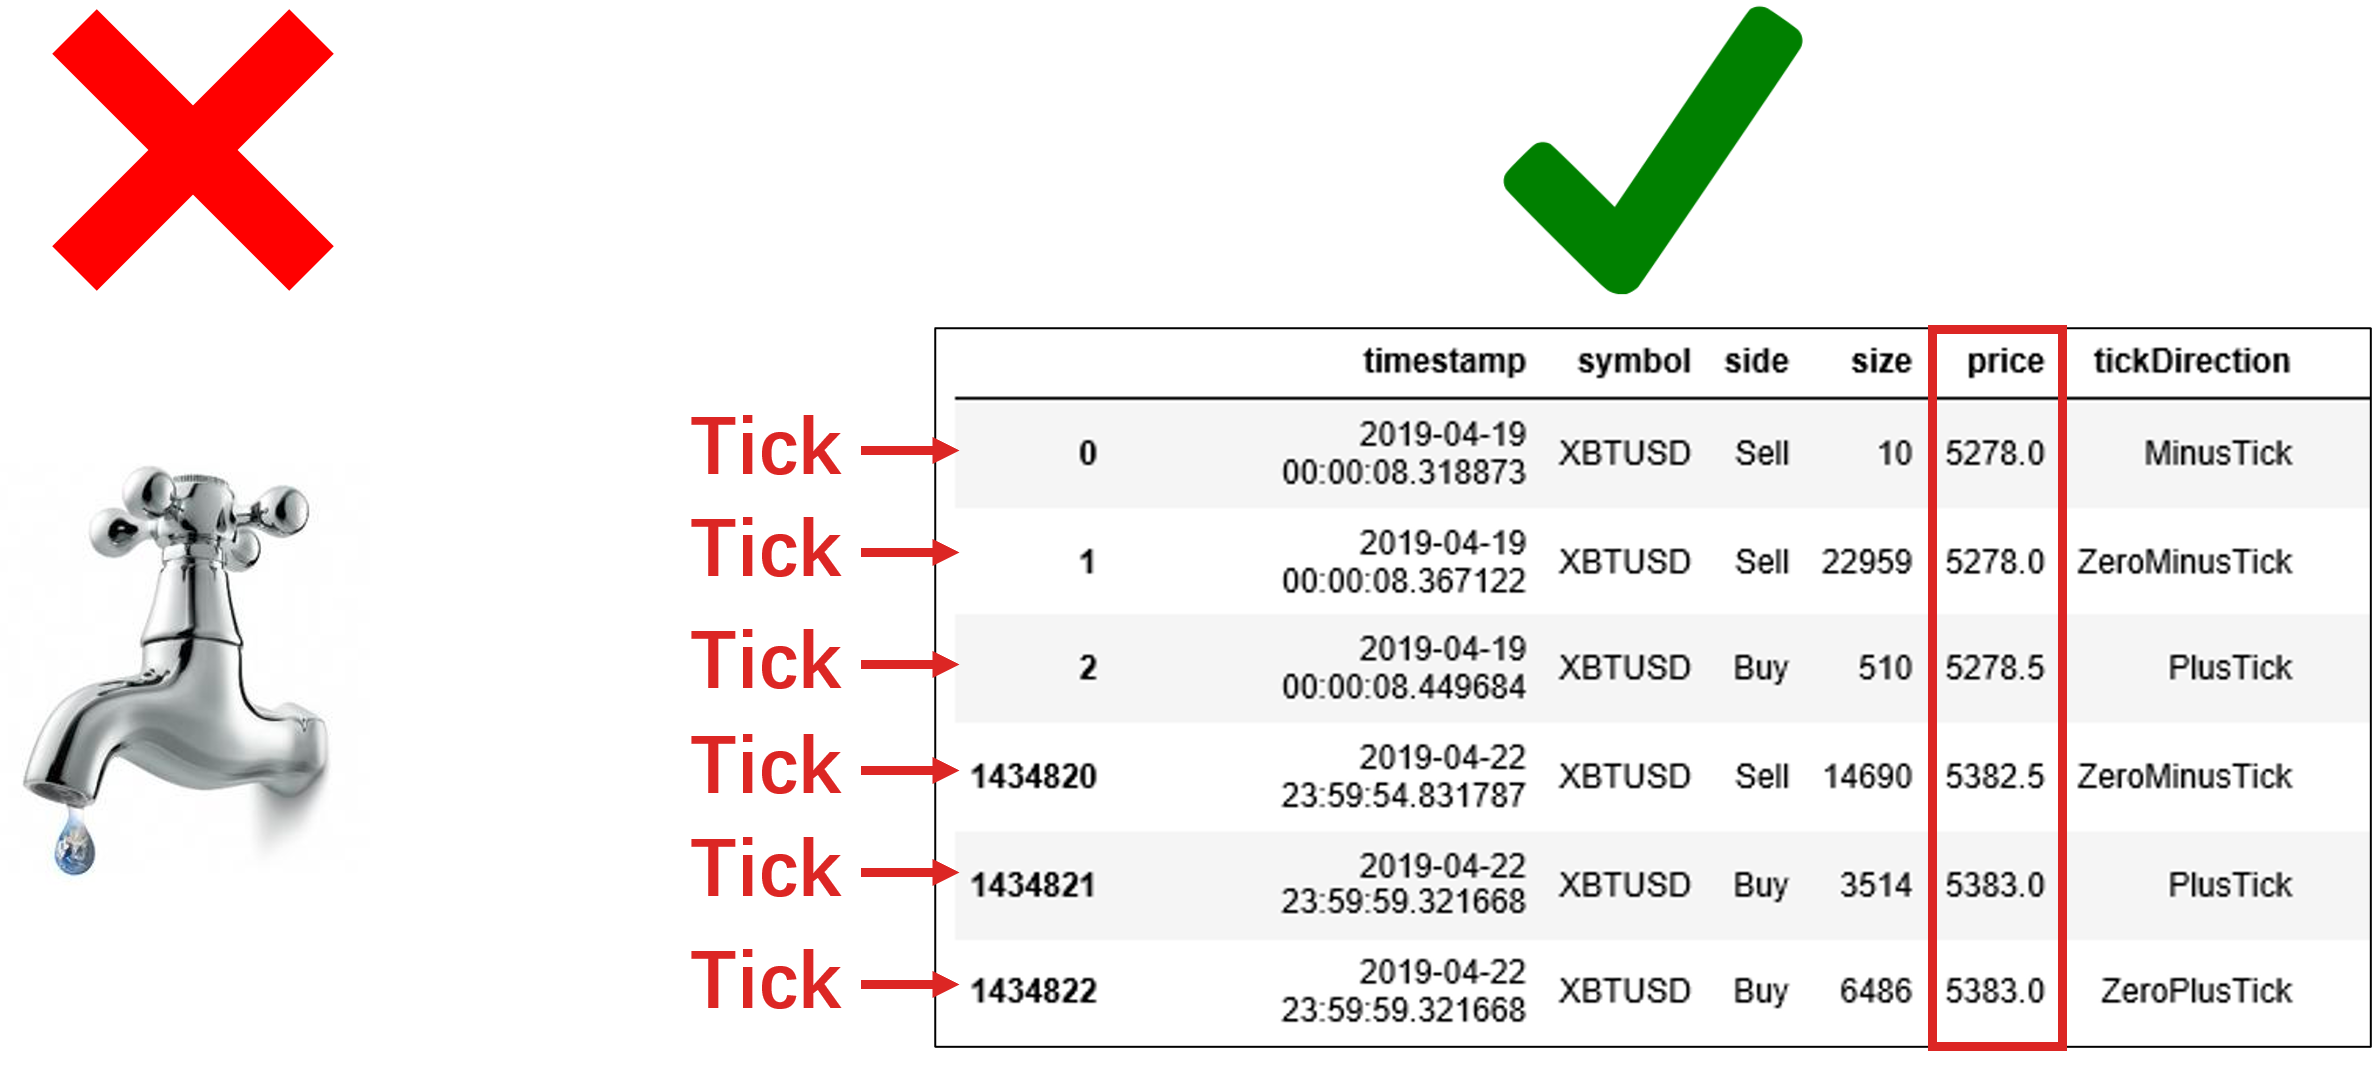 timestamp symbol side size price tickDirection
Tick 0 2019-04-19 00:00:08.318873 XBTUSD Sell 10 5278.0 MinusTick
Tick 1 2019-04-19 00:00:08.367122 XBTUSD Sell 22959 5278.0 ZeroMinusTick
Tick 2 2019-04-19 00:00:08.449684 XBTUSD Buy 510 5278.5 PlusTick
Tick 1434820 2019-04-22 23:59:54.831787 XBTUSD Sell 14690 5382.5 ZeroMinusTick
Tick 1434821 2019-04-22 23:59:59.321668 XBTUSD Buy 3514 5383.0 PlusTick
Tick 1434822 2019-04-22 23:59:59.321668 XBTUSD Buy 6486 5383.0 ZeroPlusTick